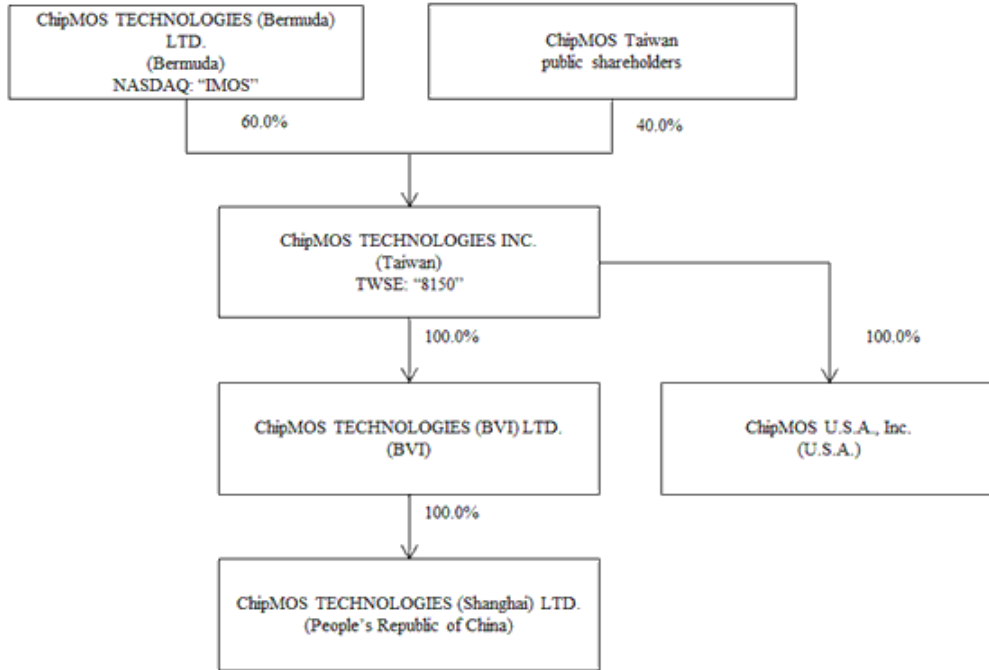 ChipMOS TECHNOLOGIES (Bermuda)
LTD.
(Bermuda)
NASDAQ: “IMOS”
ChipMOS Taiwan
public shareholders
60.0%
40.0%
ChipMOS TECHNOLOGIES INC.
(Taiwan)
TWSE: “8150”
100.0%
100.0%
ChipMOS TECHNOLOGIES (BVI) LTD.
(BVI)
ChipMOS U.S.A., Inc.
(U.S.A.)
100.0%
ChipMOS TECHNOLOGIES (Shanghai) LTD.
(People’s Republic of China)